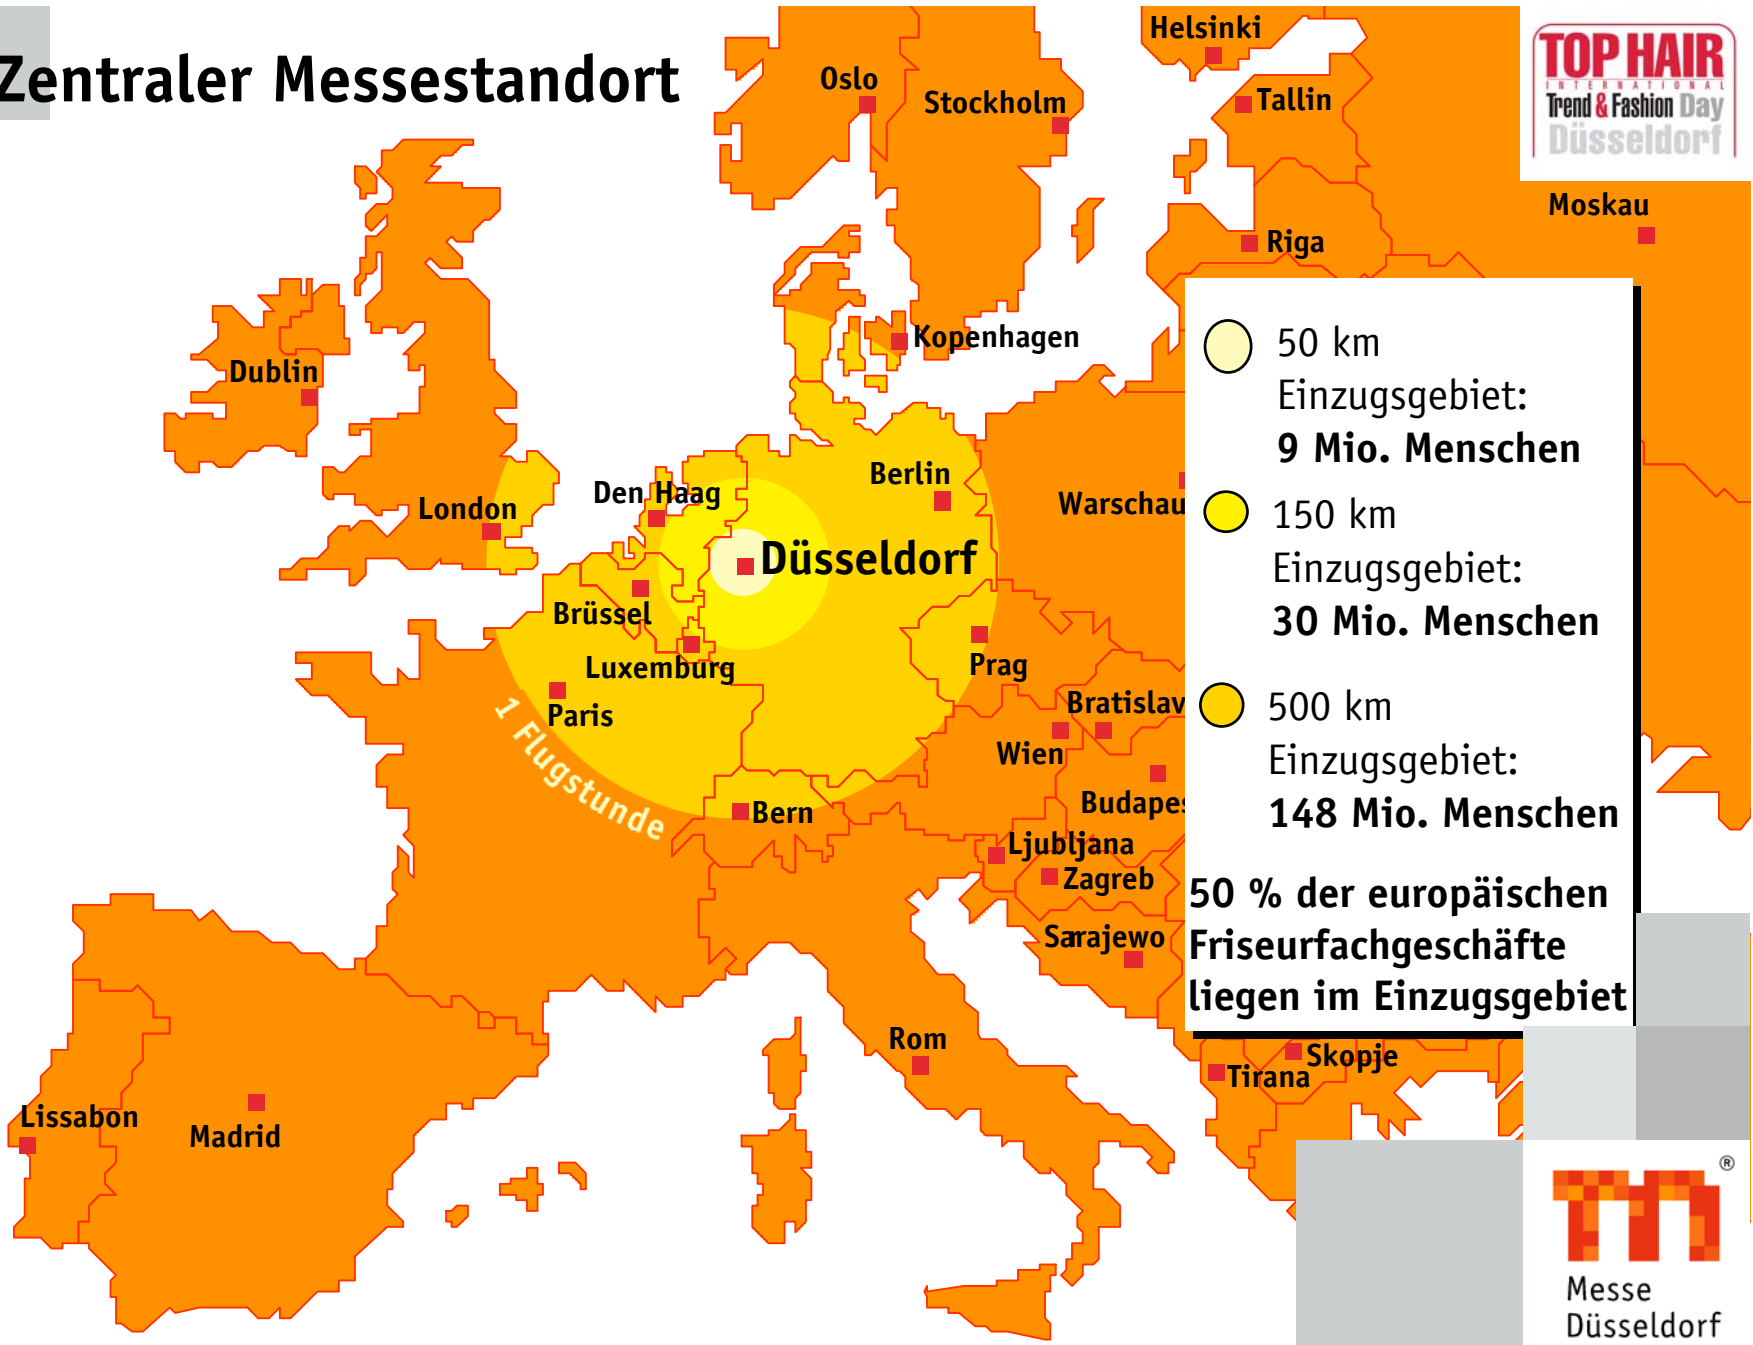 Zentraler Messestandort
Helsinki
Oslo
Stockholm
Tallin
TOP HAIR
INTERNATIONAL
Trend & Fashion Day
Düsseldorf
Moskau
Riga
Kopenhagen
Dublin
50 km
Einzugsgebiet:
9 Mio. Menschen
Berlin
Den Haag
London
Warschau
150 km
Einzugsgebiet:
30 Mio. Menschen
Düsseldorf
Brüssel
Luxemburg
Prag
Paris
1 Flugstunde
Bratislav
Wien
500 km
Einzugsgebiet:
148 Mio. Menschen
Budapes
Bern
Ljubljana
Zagreb
Sarajewo
50 % der europäischen
Friseurfachgeschäfte
liegen im Einzugsgebiet
Rom
Skopje
Tirana
Lissabon
Madrid
®
Messe
Düsseldorf